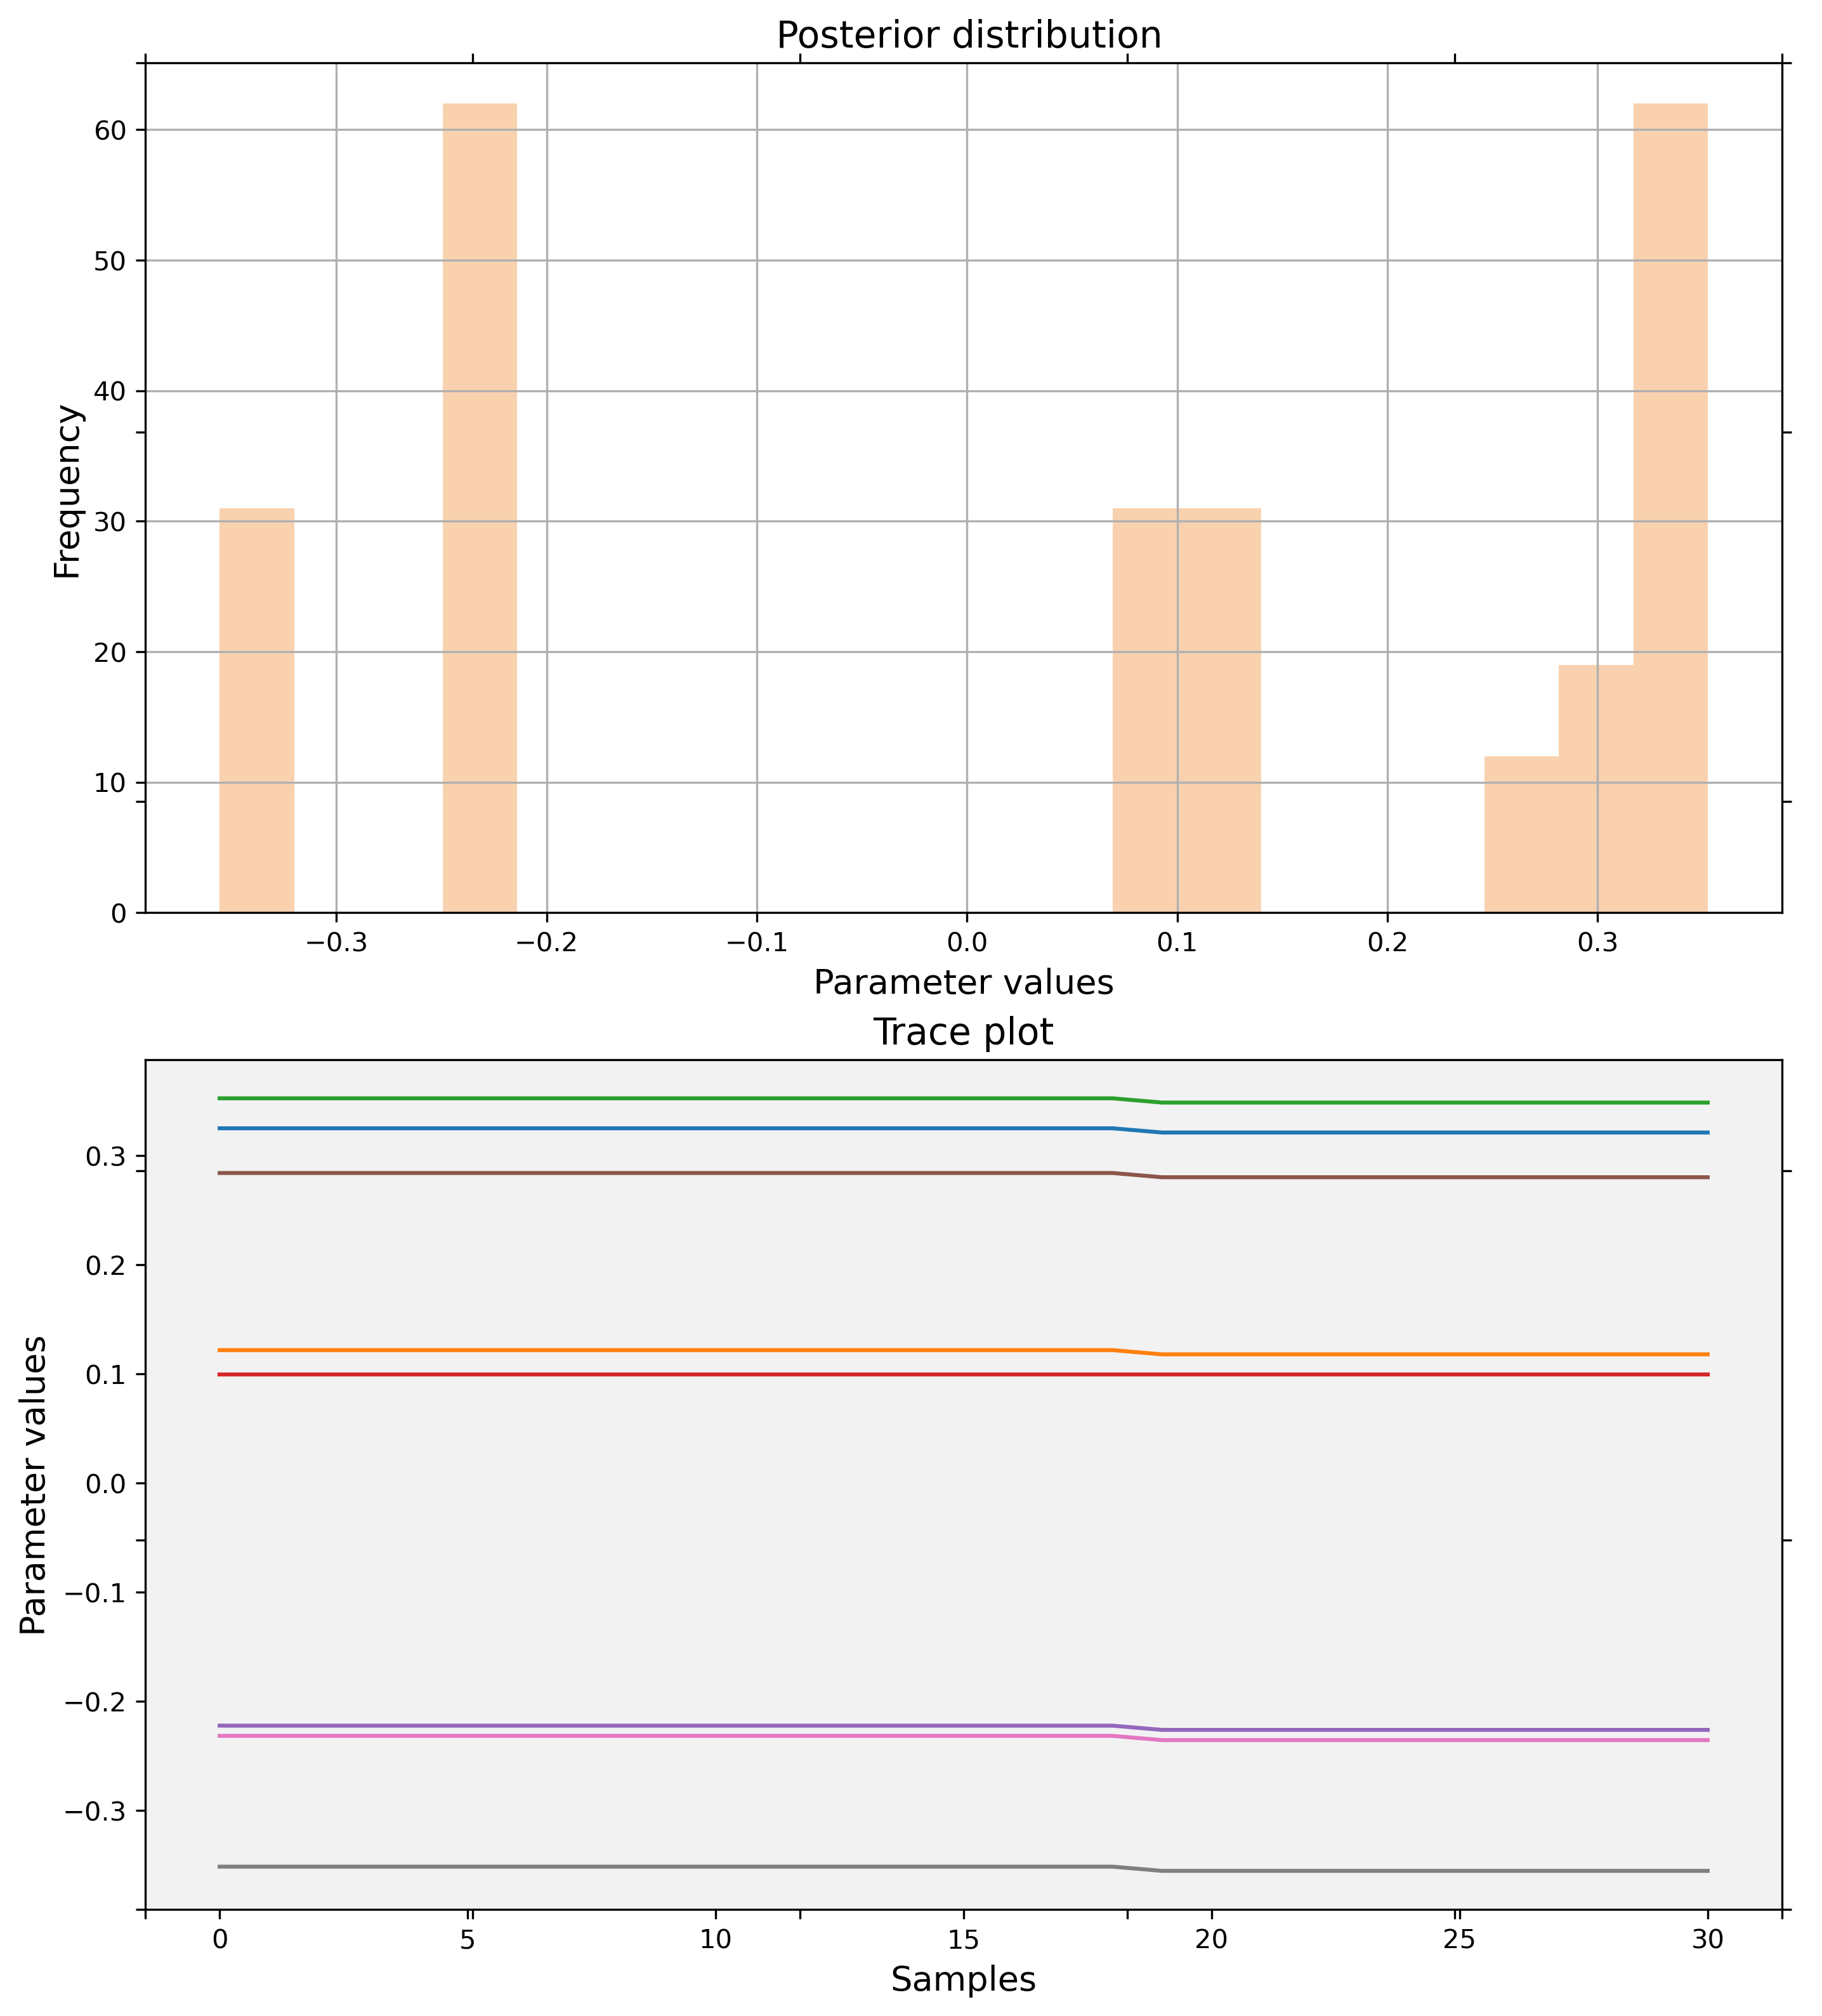 Posterior distribution
60
50
40
30
20
10
0
Frequency
−0.3 −0.2 −0.1 0.0 0.1 0.2 0.3
Parameter values
Trace plot
0.3
0.2
0.1
0.0
−0.1
−0.2
−0.3
Parameter values
0 5 10 15 20 25 30
Samples